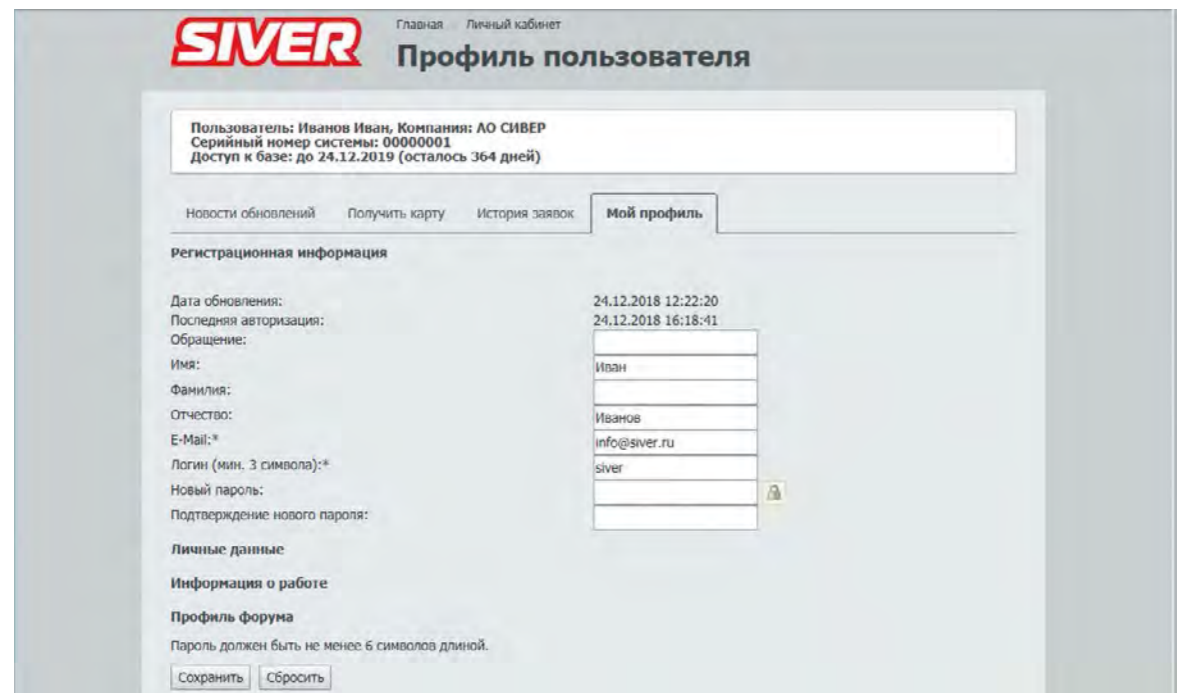 SIVER
Главная Личный кабинет
Профиль пользователя
Пользователь: Иванов Иван, Компания: АО СИВЕР
Серийный номер системы: 00000001
Доступ к базе: до 24.12.2019 (осталось 364 дней)
Новости обновлений Получить карту История заявок Мой профиль
Регистрационная информация
Дата обновления: 24.12.2018 12:22:20
Последняя авторизация: 24.12.2018 16:18:41
Обращение:
Имя: Иван
Фамилия:
Отчество: Иванов
E-Mail:* info@siver.ru
Логин (мин. 3 символа):* siver
Новый пароль:
Подтверждение нового пароля:
Личные данные
Информация о работе
Профиль форума
Пароль должен быть не менее 6 символов длиной.
Сохранить Сбросить